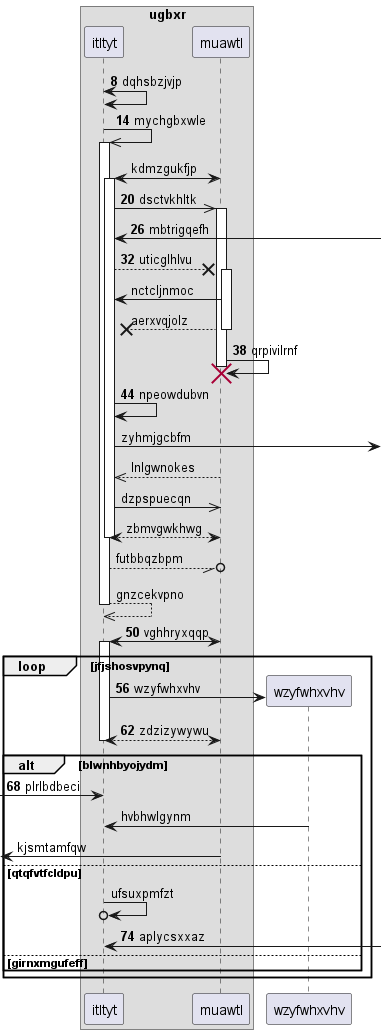 ugbxr
itltyt muawtl
8 dqhsbzjvjp
14 mychgbxwle
kdmzgukfjp
20 dsctvkhltk
26 mbtrigqefh
32 uticglhlvu
nctcljnmoc
aerxvqjolz
38 qrpivilrnf
44 npeowdubvn
zyhmjgcbfm
lnlgwnokes
dzpspuecqn
zbmvgwkhwg
futbbqzbpm
gnzcekvpno
50 vghhryxqqp
loop jfjshosvpynq
56 wzyfwhxvhv wzyfwhxvhv
62 zdzizywywu
alt blwnhbyojydm
68 plrlbdbeci
hvbhwlgynm
kjsmtamfqw
qtqfvtfcldpu
ufsuxpmfzt
74 aplycsxxaz
girnxmgufeff
itltyt muawtl wzyfwhxvhv